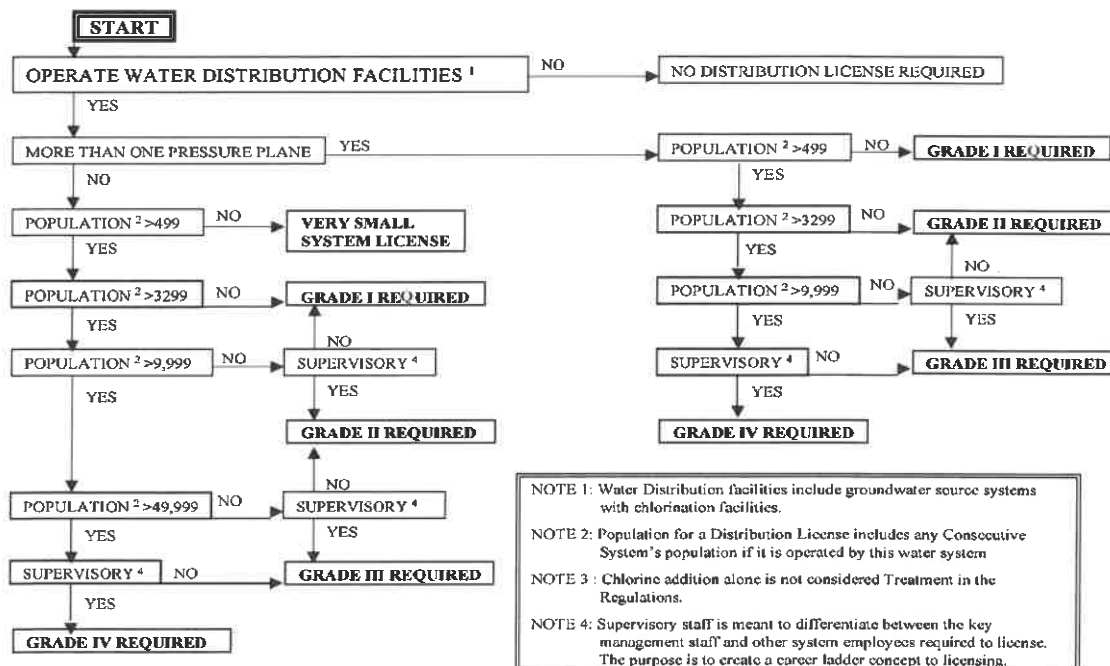 START
OPERATE WATER DISTRIBUTION FACILITIES ¹
NO
NO DISTRIBUTION LICENSE REQUIRED
YES
MORE THAN ONE PRESSURE PLANE
YES
POPULATION ² >499
NO
GRADE I REQUIRED
NO
YES
POPULATION ² >499
NO
VERY SMALL
SYSTEM LICENSE
POPULATION ² >3299
NO
GRADE II REQUIRED
YES
YES
NO
POPULATION ² >3299
NO
GRADE I REQUIRED
POPULATION ² >9,999
NO
SUPERVISORY ⁴
YES
NO
YES
YES
POPULATION ² >9,999
NO
SUPERVISORY ⁴
SUPERVISORY ⁴
NO
GRADE III REQUIRED
YES
YES
YES
GRADE II REQUIRED
GRADE IV REQUIRED
NO
POPULATION ² >49,999
NO
SUPERVISORY ⁴
YES
YES
SUPERVISORY ⁴
NO
GRADE III REQUIRED
YES
GRADE IV REQUIRED
NOTE 1: Water Distribution facilities include groundwater source systems
with chlorination facilities.
NOTE 2: Population for a Distribution License includes any Consecutive
System's population if it is operated by this water system
NOTE 3 : Chlorine addition alone is not considered Treatment in the
Regulations.
NOTE 4: Supervisory staff is meant to differentiate between the key
management staff and other system employees required to license.
The purpose is to create a career ladder concept to licensing.